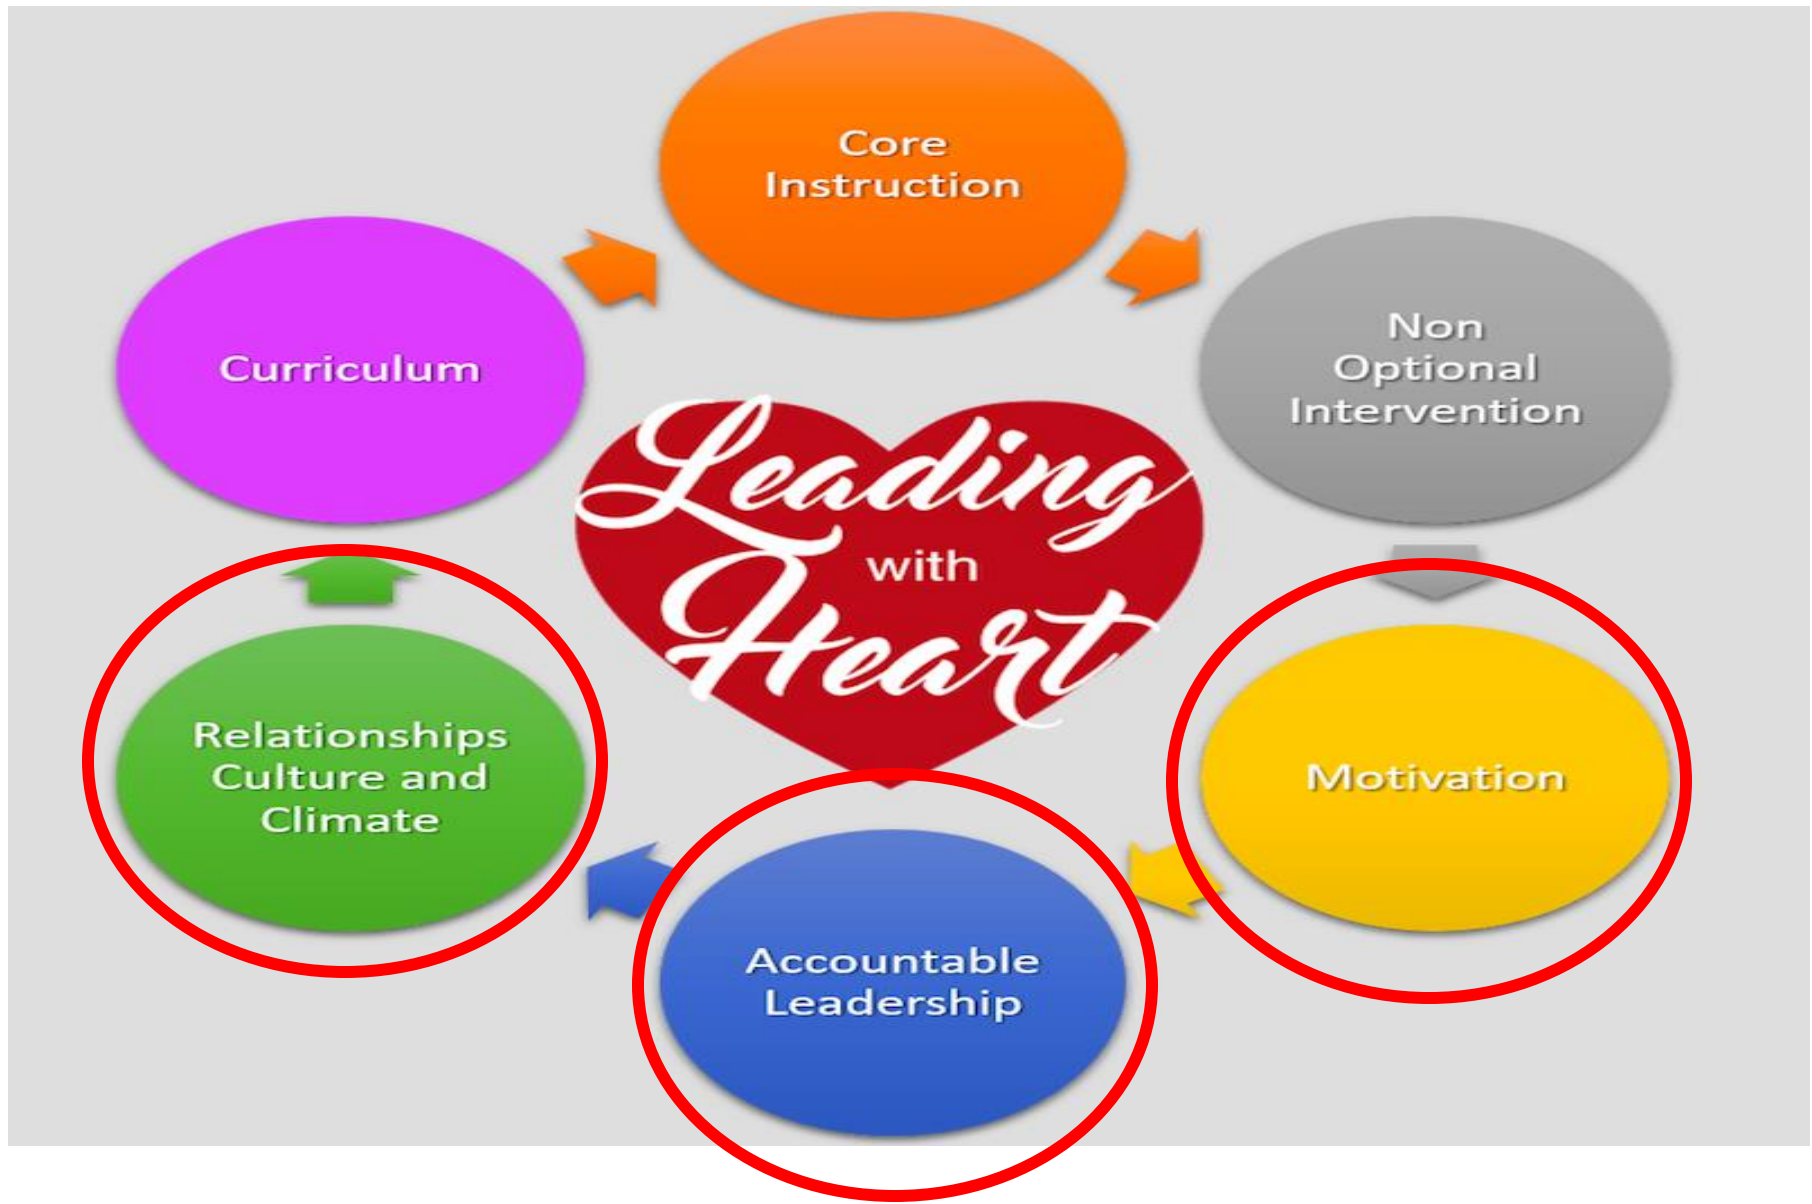 Core
Instruction
Non
Optional
Intervention
Motivation
Accountable
Leadership
Relationships
Culture and
Climate
Curriculum
Leading
with
Heart